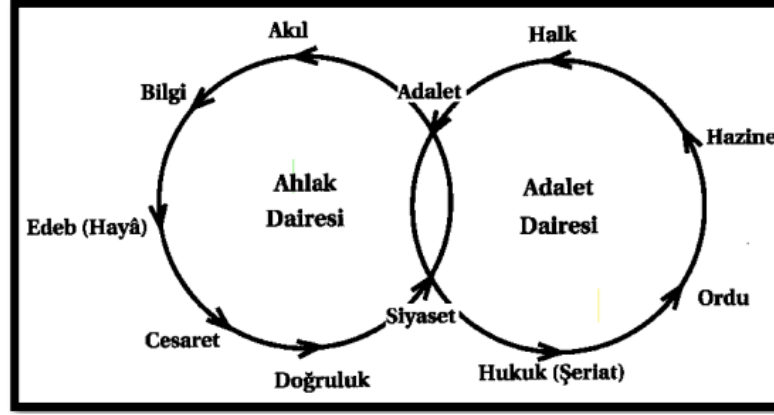 Akıl
Halk
Bilgi
Adalet
Hazine
Ahlak
Dairesi
Adalet
Dairesi
Edeb (Hayâ)
Ordu
Siyaset
Cesaret
Doğruluk
Hukuk (Şeriat)